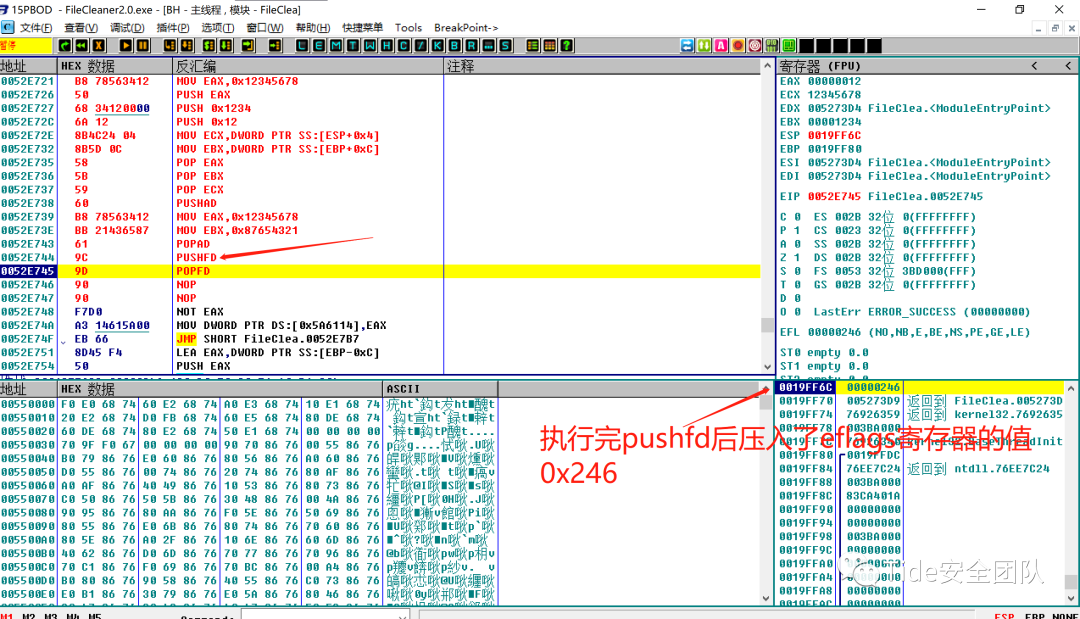 15PBOD - FileCleaner2.0.exe - [BH - 主线程 , 模块 - FileClea]
文件(F) 查看(V) 调试(D) 插件(P) 选项(T) 窗口(W) 帮助(H) 快捷菜单 Tools BreakPoint->
暂停 L E M T W H C / K B R ... S
地址 HEX 数据 反汇编 注释
0052E721 B8 78563412 MOV EAX,0x12345678
0052E726 50 PUSH EAX
0052E727 68 34120000 PUSH 0x1234
0052E72C 6A 12 PUSH 0x12
0052E72E 8B4C24 04 MOV ECX,DWORD PTR SS:[ESP+0x4]
0052E732 8B5D 0C MOV EBX,DWORD PTR SS:[EBP+0xC]
0052E735 58 POP EAX
0052E736 5B POP EBX
0052E737 59 POP ECX
0052E738 60 PUSHAD
0052E739 B8 78563412 MOV EAX,0x12345678
0052E73E BB 21436587 MOV EBX,0x87654321
0052E743 61 POPAD
0052E744 9C PUSHFD
0052E745 9D POPFD
0052E746 90 NOP
0052E747 90 NOP
0052E748 F7D0 NOT EAX
0052E74A A3 14615A00 MOV DWORD PTR DS:[0x5A6114],EAX
0052E74F EB 66 JMP SHORT FileClea.0052E7B7
0052E751 8D45 F4 LEA EAX,DWORD PTR SS:[EBP-0xC]
0052E754 50 PUSH EAX
寄存器 (FPU) < <
EAX 00000012
ECX 12345678
EDX 005273D4 FileClea.<ModuleEntryPoint>
EBX 00001234
ESP 0019FF6C
EBP 0019FF80
ESI 005273D4 FileClea.<ModuleEntryPoint>
EDI 005273D4 FileClea.<ModuleEntryPoint>
EIP 0052E745 FileClea.0052E745
C 0 ES 002B 32位 0(FFFFFFFF)
P 1 CS 0023 32位 0(FFFFFFFF)
A 0 SS 002B 32位 0(FFFFFFFF)
Z 1 DS 002B 32位 0(FFFFFFFF)
S 0 FS 0053 32位 3BD000(FFF)
T 0 GS 002B 32位 0(FFFFFFFF)
D 0
O 0 LastErr ERROR_SUCCESS (00000000)
EFL 00000246 (NO,NB,E,BE,NS,PE,GE,LE)
ST0 empty 0.0
ST1 empty 0.0
地址 HEX 数据 ASCII
00550000 F0 E0 68 74 60 E2 68 74 A0 E3 68 74 10 E1 68 74
00550010 20 E2 68 74 D0 FB 68 74 60 E5 68 74 80 DE 68 74
00550020 60 DE 68 74 80 E2 68 74 50 E1 68 74 00 00 00 00
00550030 70 9F F0 67 00 00 00 00 90 70 86 76 00 55 86 76
00550040 B0 79 86 76 E0 60 86 76 80 55 86 76 60 60 86 76
00550050 D0 55 86 76 00 74 86 76 20 74 86 76 80 AF 86 76
00550060 A0 AF 86 76 40 49 86 76 10 53 86 76 80 73 86 76
00550070 C0 50 86 76 50 5B 86 76 30 48 86 76 00 4A 86 76
00550080 90 95 86 76 80 AA 86 76 F0 5E 86 76 50 69 86 76
00550090 80 55 86 76 E0 6B 86 76 80 74 86 76 70 60 86 76
005500A0 80 5E 86 76 A0 2F 86 76 10 6E 86 76 60 6D 86 76
005500B0 40 62 86 76 D0 6D 86 76 70 77 86 76 70 96 86 76
005500C0 70 C1 86 76 F0 69 86 76 70 BC 86 76 00 A4 86 76
005500D0 B0 80 86 76 90 58 86 76 40 55 86 76 C0 73 86 76
005500E0 E0 B1 86 76 30 79 86 76 E0 5A 86 76 80 46 86 76
0019FF6C 00000246
0019FF70 005273D9 返回到 FileClea.005273D
0019FF74 76926359 返回到 kernel32.7692635
0019FF78 003BA000
0019FF80 0019FFDC
0019FF84 76EE7C24 返回到 ntdll.76EE7C24
0019FF88 003BA000
0019FF8C 83CA401A
0019FF90 00000000
0019FF94 00000000
0019FF98 003BA000
0019FF9C 00000000
0019FFA0
0019FFA4
0019FFA8 00000000
0019FFAC 00000000
执行完pushfd后压入了eflags寄存器的值
0x246
ide安全团队
M1 M2 M3 M4 M5 Command: ESP EBP NONE